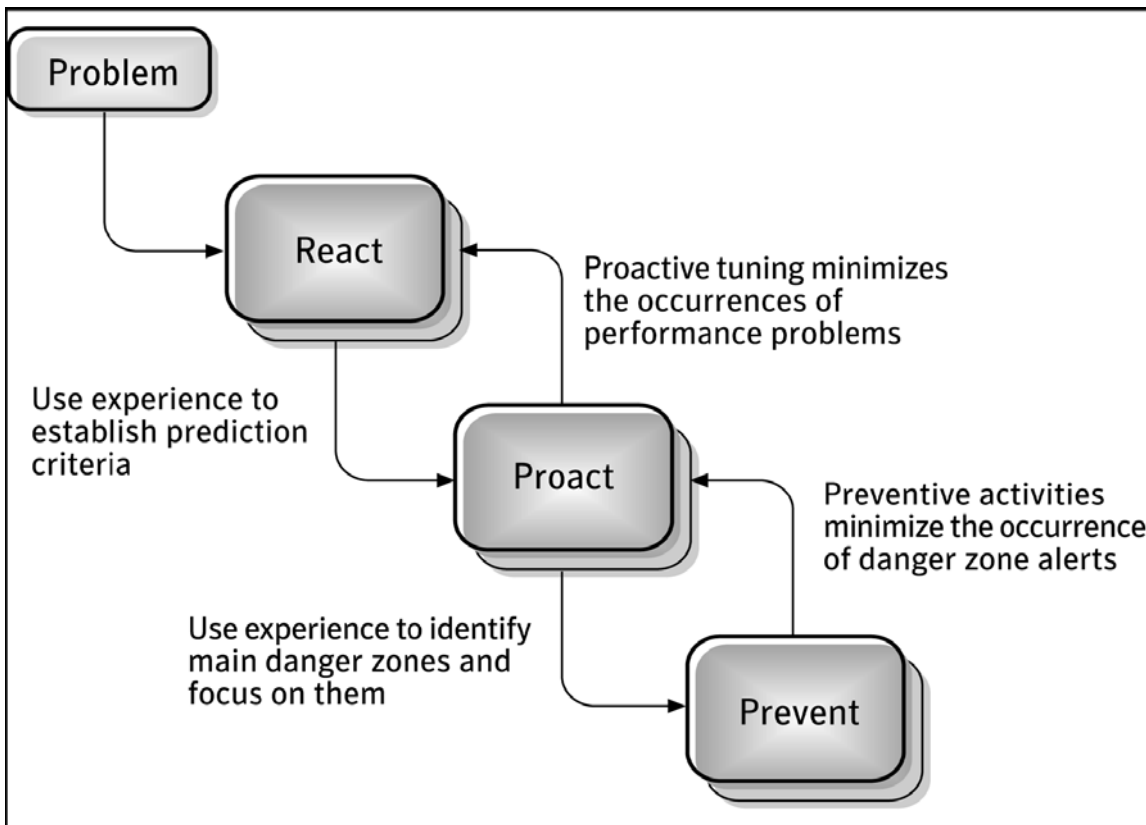 Problem
React
Proactive tuning minimizes
the occurrences of
performance problems
Use experience to
establish prediction
criteria
Proact
Preventive activities
minimize the occurrence
of danger zone alerts
Use experience to identify
main danger zones and
focus on them
Prevent